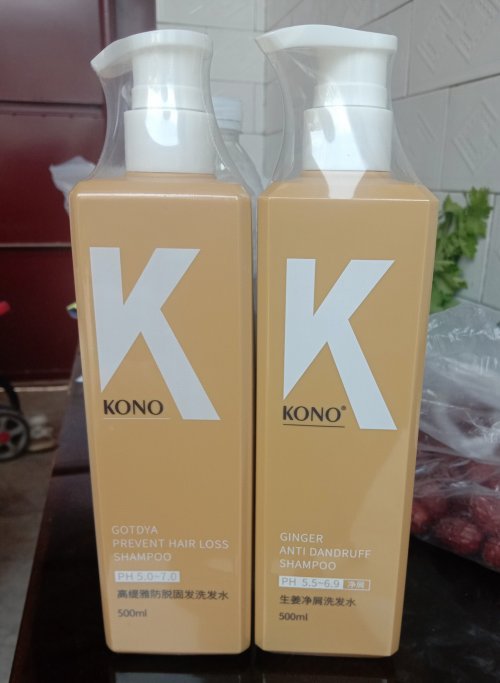 K
KONO
GOTDYA
PREVENT HAIR LOSS
SHAMPOO
PH 5.0~7.0
高缇雅防脱固发洗发水
500ml
K
KONO®
GINGER
ANTI DANDRUFF
SHAMPOO
PH 5.5~6.9 净屑
生姜净屑洗发水
500ml